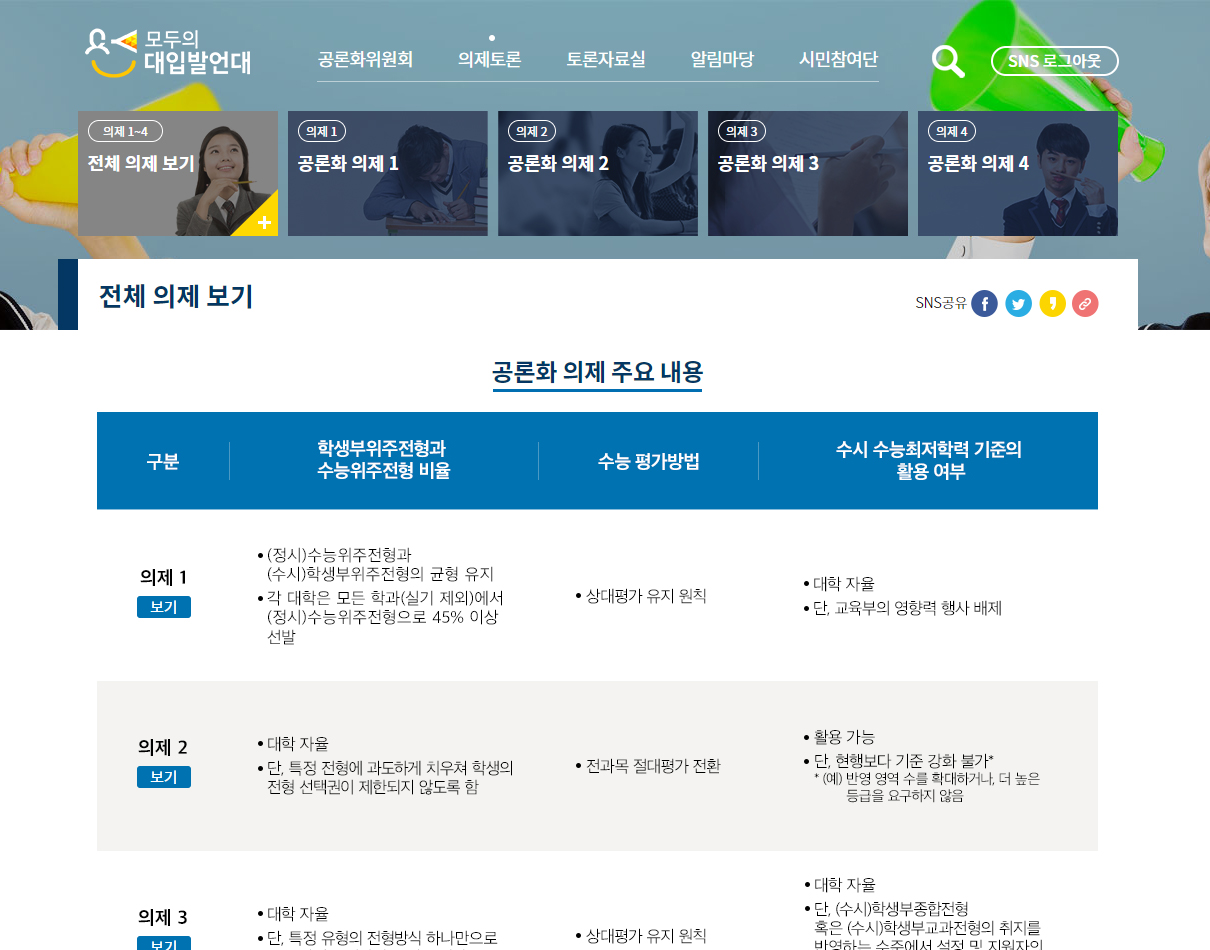 모두의
대입발언대
공론화위원회
의제토론
토론자료실
알림마당
시민참여단
SNS 로그아웃
의제 1~4
전체 의제 보기
의제 1
공론화 의제 1
의제 2
공론화 의제 2
의제 3
공론화 의제 3
의제 4
공론화 의제 4
전체 의제 보기
SNS공유
공론화 의제 주요 내용
구분
학생부위주전형과
수능위주전형 비율
수능 평가방법
수시 수능최저학력 기준의
활용 여부
의제 1
보기
• (정시)수능위주전형과
(수시)학생부위주전형의 균형 유지
• 각 대학은 모든 학과(실기 제외)에서
(정시)수능위주전형으로 45% 이상
선발
• 상대평가 유지 원칙
• 대학 자율
• 단, 교육부의 영향력 행사 배제
의제 2
보기
• 대학 자율
• 단, 특정 전형에 과도하게 치우쳐 학생의
전형 선택권이 제한되지 않도록 함
• 전과목 절대평가 전환
• 활용 가능
• 단, 현행보다 기준 강화 불가*
* (예) 반영 영역 수를 확대하거나, 더 높은
등급을 요구하지 않음
의제 3
보기
• 대학 자율
• 단, 특정 유형의 전형방식 하나만으로
• 상대평가 유지 원칙
• 대학 자율
• 단, (수시)학생부종합전형
혹은 (수시)학생부교과전형의 취지를
반영하는 수준에서 설정 및 지원자의